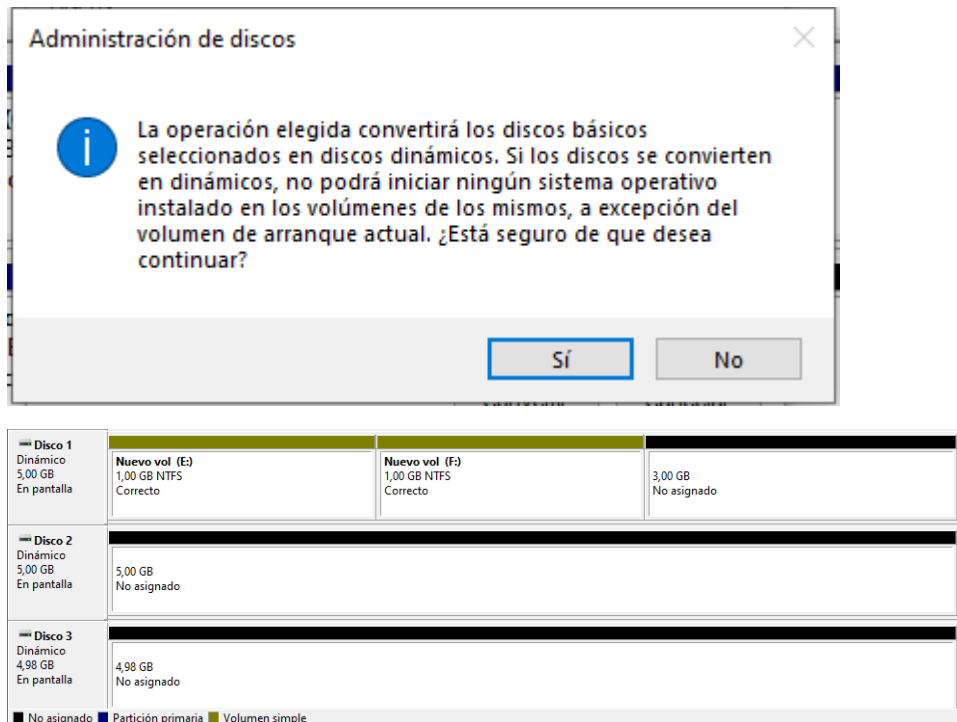 Administración de discos
La operación elegida convertirá los discos básicos
seleccionados en discos dinámicos. Si los discos se convierten
en dinámicos, no podrá iniciar ningún sistema operativo
instalado en los volúmenes de los mismos, a excepción del
volumen de arranque actual. ¿Está seguro de que desea
continuar?
Sí No
Disco 1
Dinámico
5,00 GB
En pantalla
Nuevo vol (E:)
1,00 GB NTFS
Correcto
Nuevo vol (F:)
1,00 GB NTFS
Correcto
3,00 GB
No asignado
Disco 2
Dinámico
5,00 GB
En pantalla
5,00 GB
No asignado
Disco 3
Dinámico
4,98 GB
En pantalla
4,98 GB
No asignado
No asignado Partición primaria Volumen simple